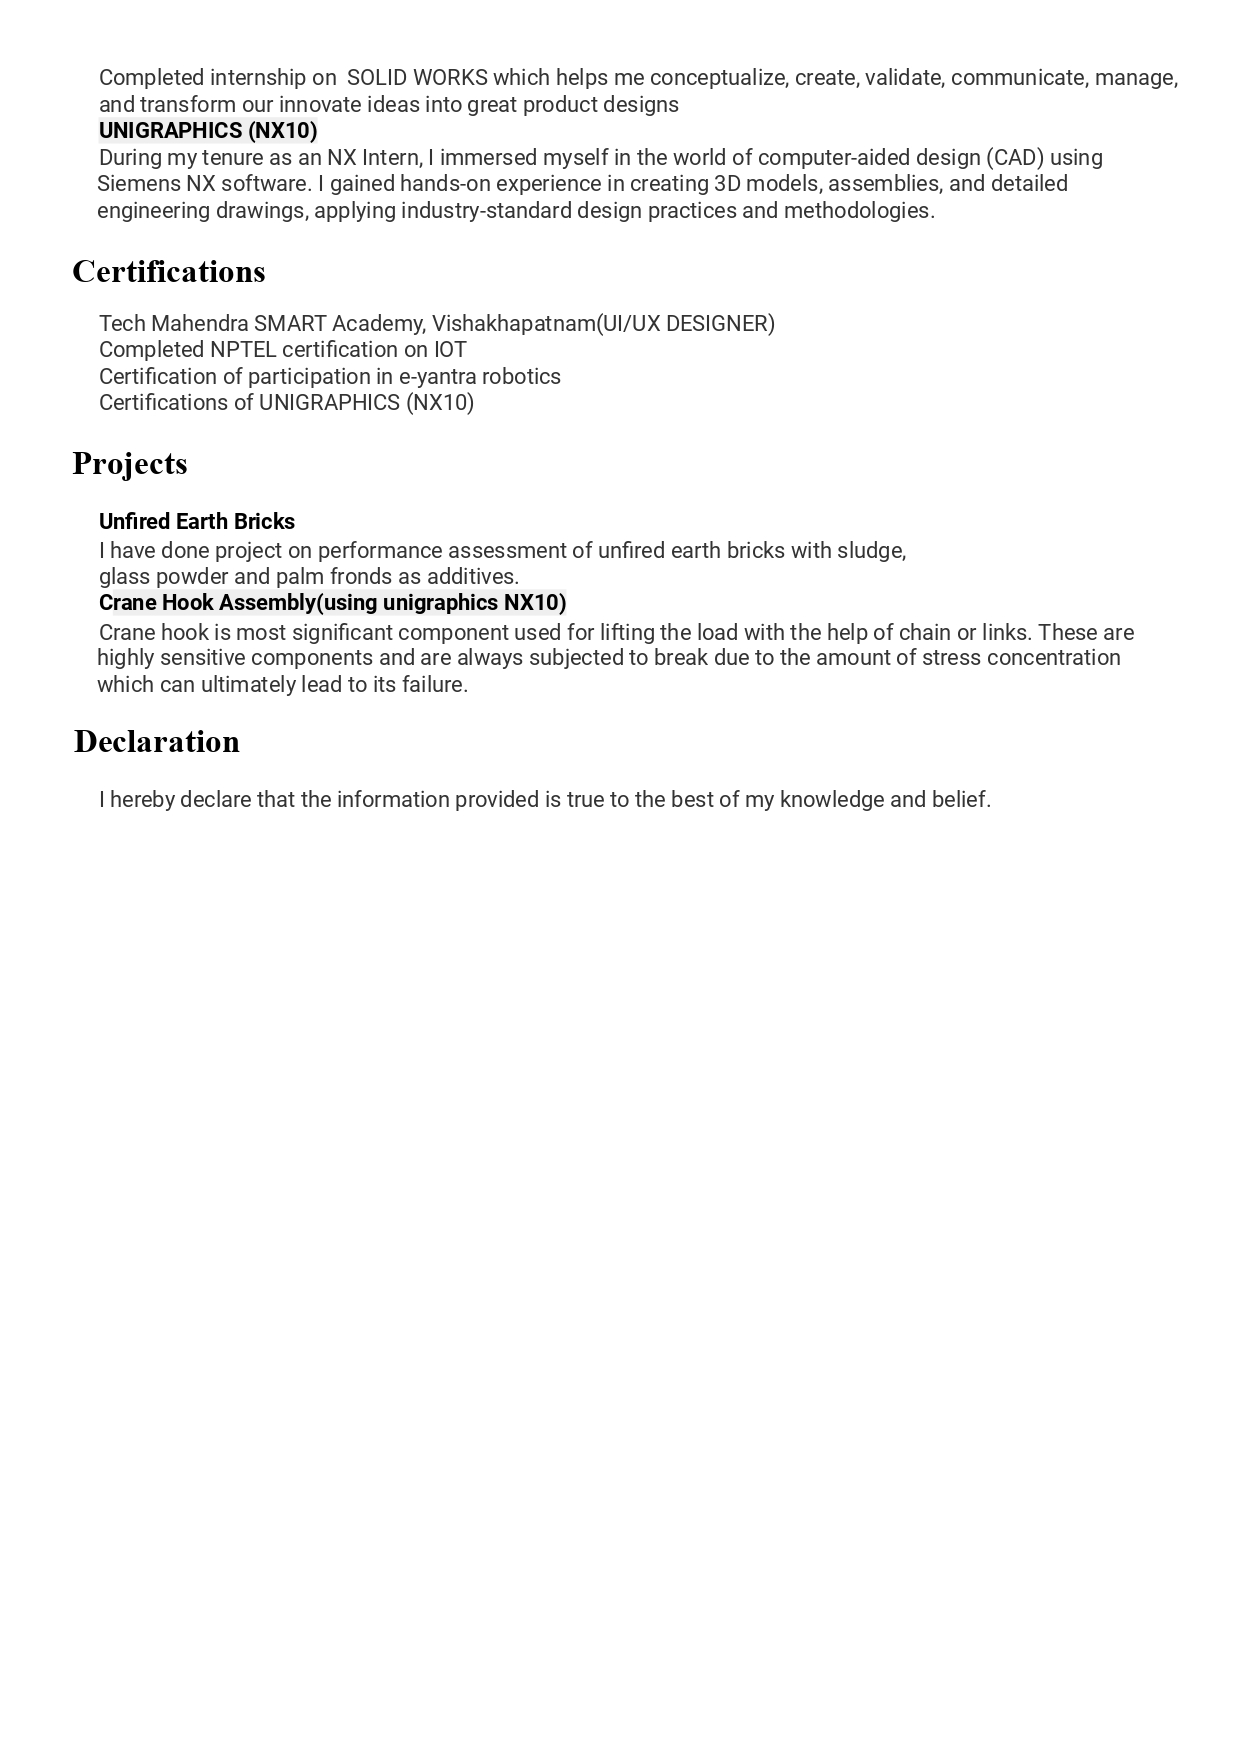 Completed internship on  SOLID WORKS which helps me conceptualize, create, validate, communicate, manage,
and transform our innovate ideas into great product designs
UNIGRAPHICS (NX10)
During my tenure as an NX Intern, I immersed myself in the world of computer-aided design (CAD) using
Siemens NX software. I gained hands-on experience in creating 3D models, assemblies, and detailed
engineering drawings, applying industry-standard design practices and methodologies.
Certifications
Tech Mahendra SMART Academy, Vishakhapatnam(UI/UX DESIGNER)
Completed NPTEL certification on IOT
Certification of participation in e-yantra robotics
Certifications of UNIGRAPHICS (NX10)
Projects
Unfired Earth Bricks
I have done project on performance assessment of unfired earth bricks with sludge,
glass powder and palm fronds as additives.
Crane Hook Assembly(using unigraphics NX10)
Crane hook is most significant component used for lifting the load with the help of chain or links. These are
highly sensitive components and are always subjected to break due to the amount of stress concentration
which can ultimately lead to its failure.
Declaration
I hereby declare that the information provided is true to the best of my knowledge and belief.